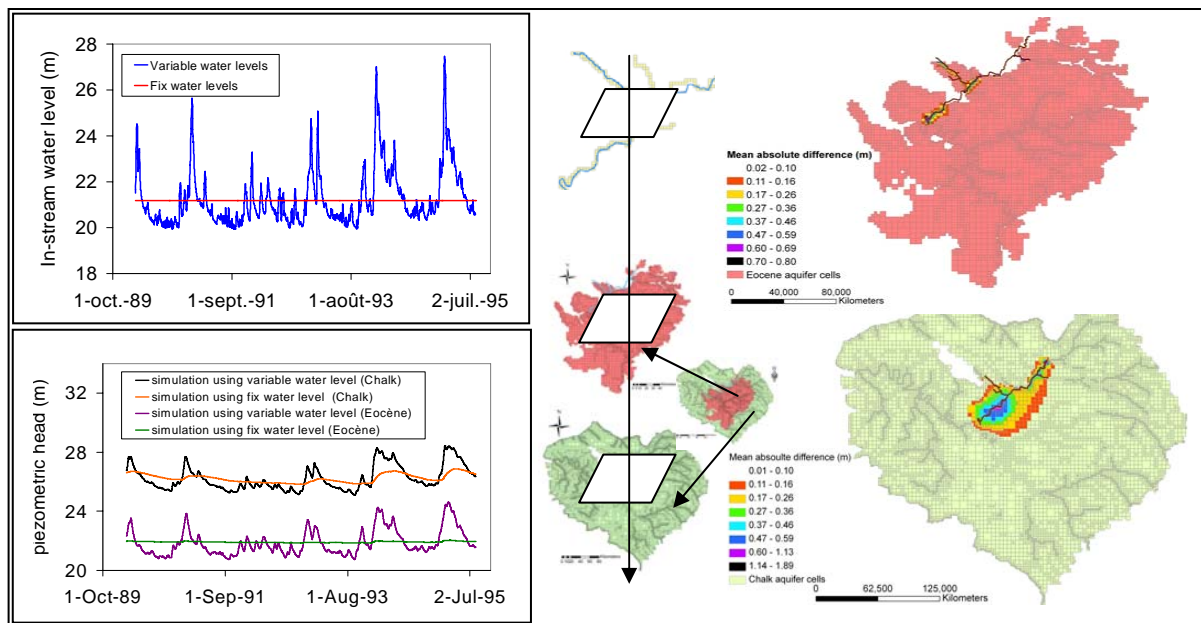 In-stream water level (m)
28
26
24
22
20
18
Variable water levels
Fix water levels
1-oct.-89
1-sept.-91
1-août-93
2-juil.-95
piezometric head (m)
32
28
24
20
simulation using variable water level (Chalk)
simulation using fix water level (Chalk)
simulation using variable water level (Eocène)
simulation using fix water level (Eocène)
1-Oct-89
1-Sep-91
1-Aug-93
2-Jul-95
Mean absolute difference (m)
0.02 - 0.10
0.11 - 0.16
0.17 - 0.26
0.27 - 0.36
0.37 - 0.46
0.47 - 0.59
0.60 - 0.69
0.70 - 0.80
Eocene aquifer cells
0
40,000
80,000
Kilometers
Mean absoulte difference (m)
0.01 - 0.10
0.11 - 0.16
0.17 - 0.26
0.27 - 0.36
0.37 - 0.46
0.47 - 0.59
0.60 - 1.13
1.14 - 1.89
Chalk aquifer cells
0
62,500
125,000
Kilometers